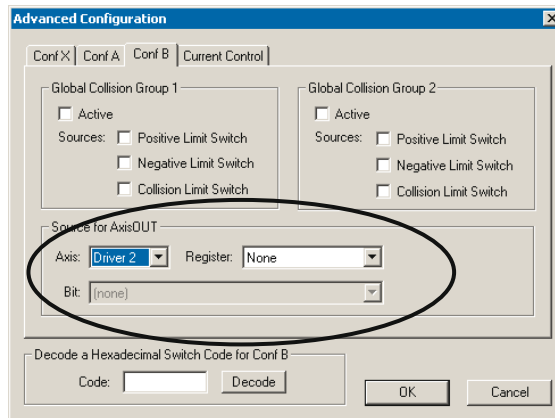 Advanced Configuration
Conf X Conf A Conf B Current Control
Global Collision Group 1
Active
Sources: Positive Limit Switch
Negative Limit Switch
Collision Limit Switch
Global Collision Group 2
Active
Sources: Positive Limit Switch
Negative Limit Switch
Collision Limit Switch
Source for AxisOUT
Axis: Driver 2 Register: None
Bit: (none)
Decode a Hexadecimal Switch Code for Conf B
Code: Decode
OK Cancel